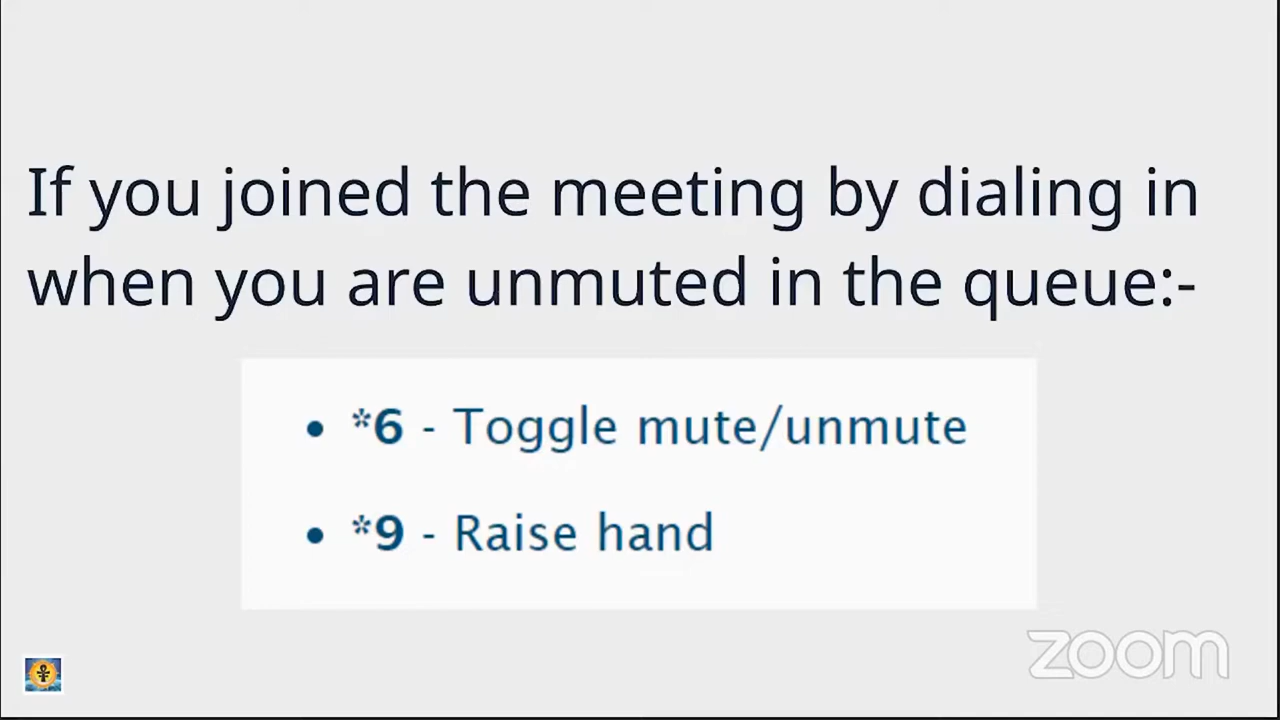 If you joined the meeting by dialing in
when you are unmuted in the queue:-
• *6 - Toggle mute/unmute
• *9 - Raise hand
zoom